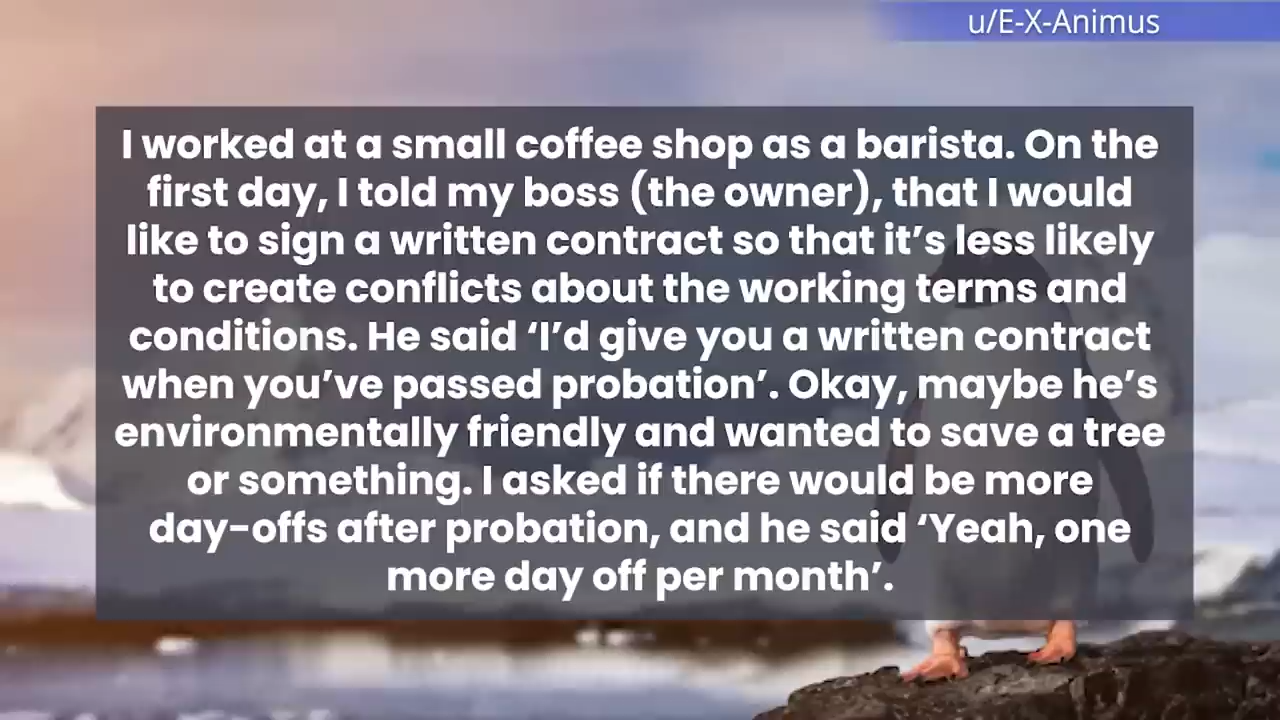 u/E-X-Animus
I worked at a small coffee shop as a barista. On the
first day, I told my boss (the owner), that I would
like to sign a written contract so that it’s less likely
to create conflicts about the working terms and
conditions. He said ‘I’d give you a written contract
when you’ve passed probation’. Okay, maybe he’s
environmentally friendly and wanted to save a tree
or something. I asked if there would be more
day-offs after probation, and he said ‘Yeah, one
more day off per month’.